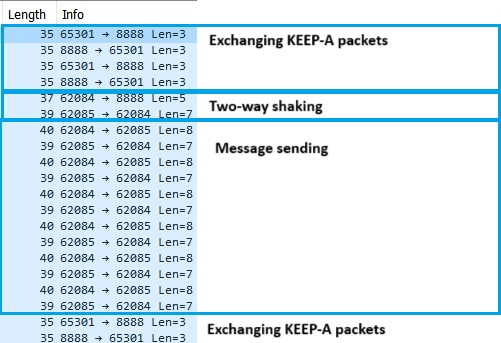 Length Info
35 65301 → 8888 Len=3
35 8888 → 65301 Len=3
35 65301 → 8888 Len=3
35 8888 → 65301 Len=3
Exchanging KEEP-A packets
37 62084 → 8888 Len=5
39 62085 → 62084 Len=7
Two-way shaking
40 62084 → 62085 Len=8
39 62085 → 62084 Len=7
40 62084 → 62085 Len=8
39 62085 → 62084 Len=7
40 62084 → 62085 Len=8
39 62085 → 62084 Len=7
40 62084 → 62085 Len=8
39 62085 → 62084 Len=7
40 62084 → 62085 Len=8
39 62085 → 62084 Len=7
40 62084 → 62085 Len=8
39 62085 → 62084 Len=7
Message sending
35 65301 → 8888 Len=3
35 8888 → 65301 Len=3
Exchanging KEEP-A packets